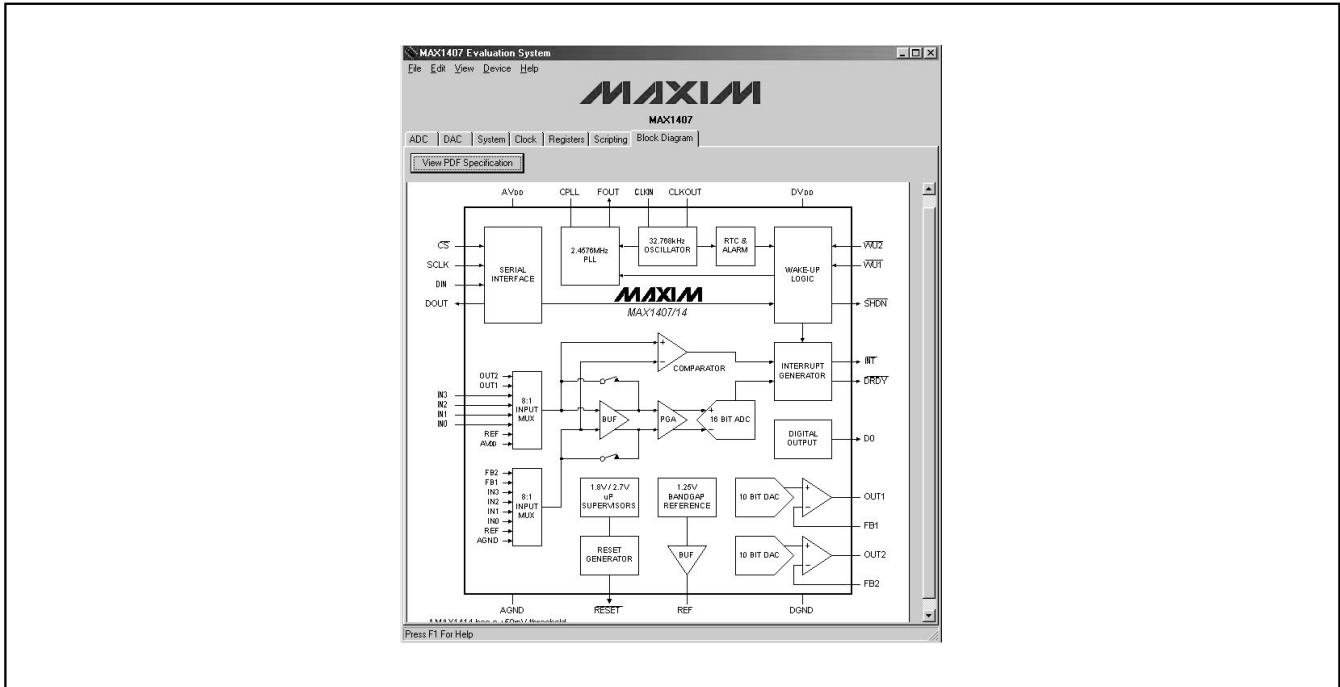 MAX1407 Evaluation System
File Edit View Device Help
MAXIM
MAX1407
ADC DAC System Clock Registers Scripting Block Diagram
View PDF Specification
AVDD CPLL FOUT CLKIN CLKOUT DVDD
CS
SCLK
DIN
DOUT
SERIAL
INTERFACE
2.4576MHz
PLL
32.768kHz
OSCILLATOR
RTC &
ALARM
WAKE-UP
LOGIC
WU2
WU1
SHDN
MAXIM
MAX1407/14
COMPARATOR
INTERRUPT
GENERATOR
INT
DRDY
OUT2
OUT1
IN3
IN2
IN1
IN0
REF
AVDD
8:1
INPUT
MUX
BUF
PGA
16 BIT ADC
DIGITAL
OUTPUT
D0
FB2
FB1
IN3
IN2
IN1
IN0
REF
AGND
8:1
INPUT
MUX
1.8V / 2.7V
uP
SUPERVISORS
1.25V
BANDGAP
REFERENCE
10 BIT DAC
OUT1
FB1
RESET
GENERATOR
BUF
10 BIT DAC
OUT2
FB2
AGND RESET REF DGND
MAX1414 has a +50mV threshold
Press F1 For Help